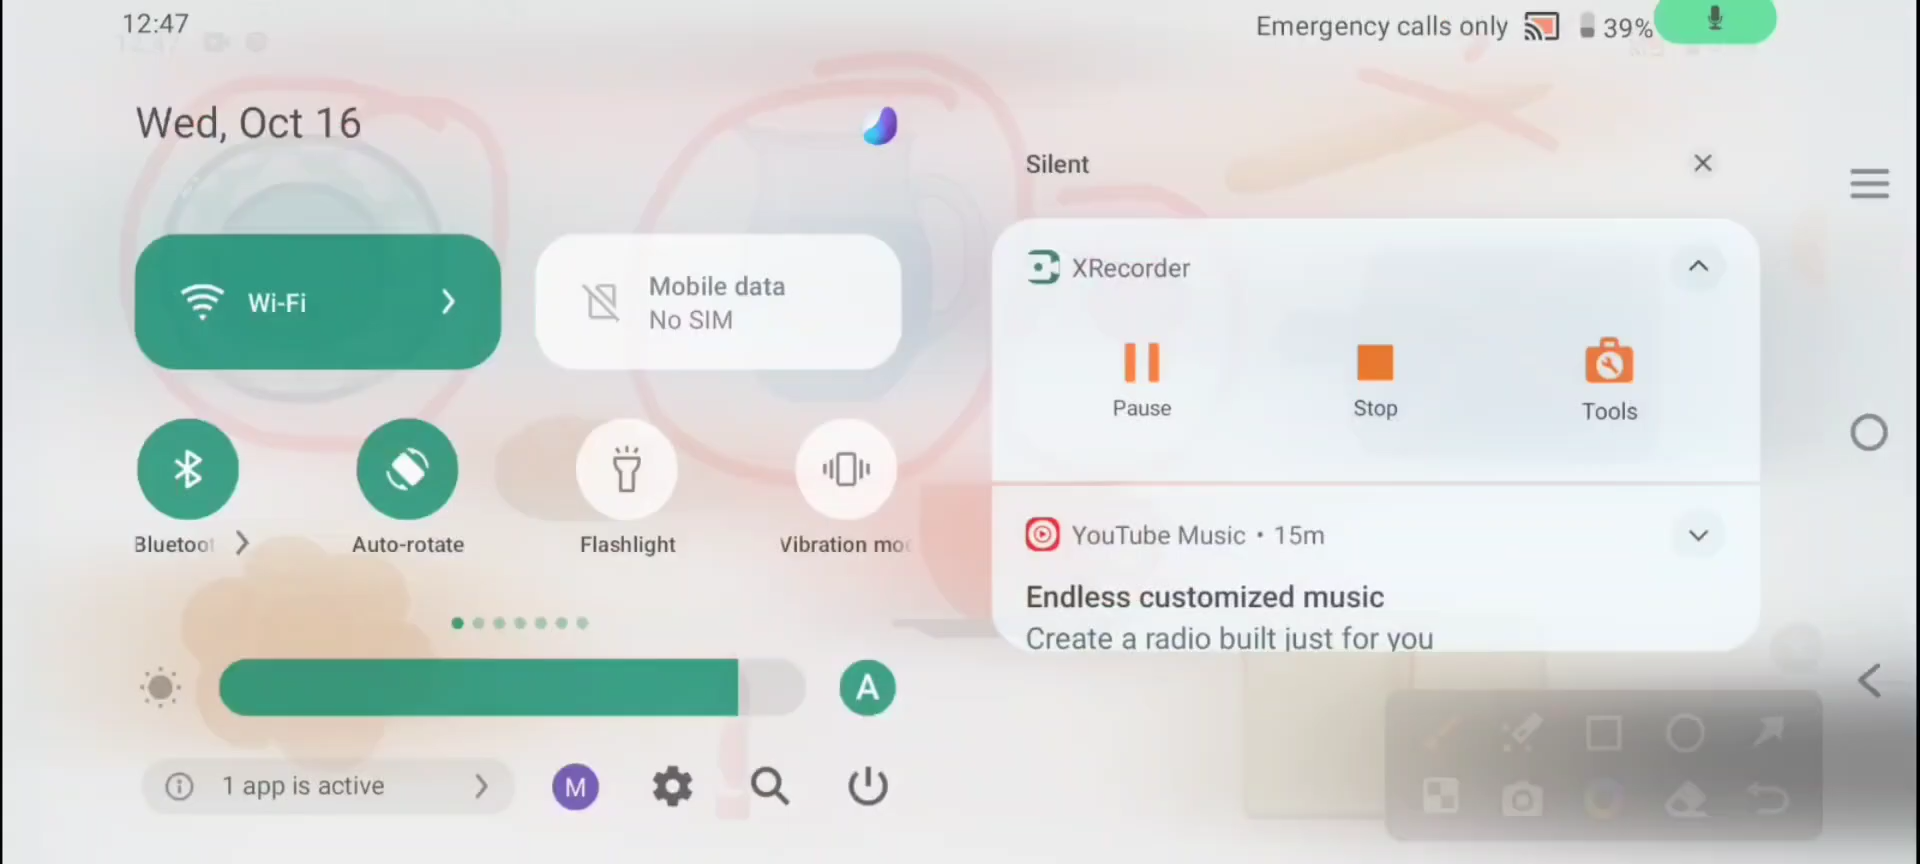 12:47
Emergency calls only
39%
Wed, Oct 16
Silent
Wi-Fi
Mobile data
No SIM
XRecorder
Pause
Stop
Tools
Bluetoot
Auto-rotate
Flashlight
Vibration mo
YouTube Music • 15m
Endless customized music
Create a radio built just for you
A
1 app is active
M